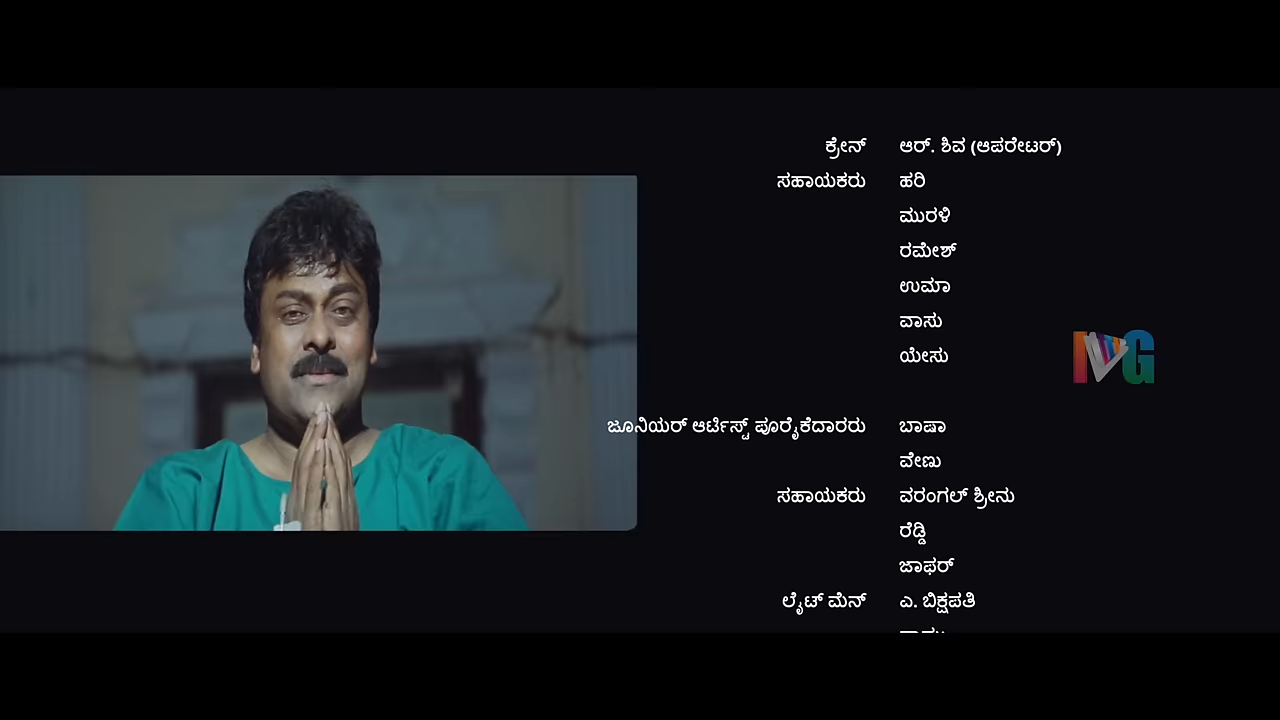 ಕ್ರೇನ್ ಆರ್. ಶಿವ (ಆಪರೇಟರ್)
ಸಹಾಯಕರು ಹರಿ
ಮುರಳಿ
ರಮೇಶ್
ಉಮಾ
ವಾಸು
ಯೇಸು
ಜೂನಿಯರ್ ಆರ್ಟಿಸ್ಟ್ ಪೂರೈಕೆದಾರರು ಬಾಷಾ
ವೇಣು
ಸಹಾಯಕರು ವರಂಗಲ್ ಶ್ರೀನು
ರೆಡ್ಡಿ
ಜಾಫರ್
ಲೈಟ್ ಮೆನ್ ಎ. ಬಿಕ್ಷಪತಿ